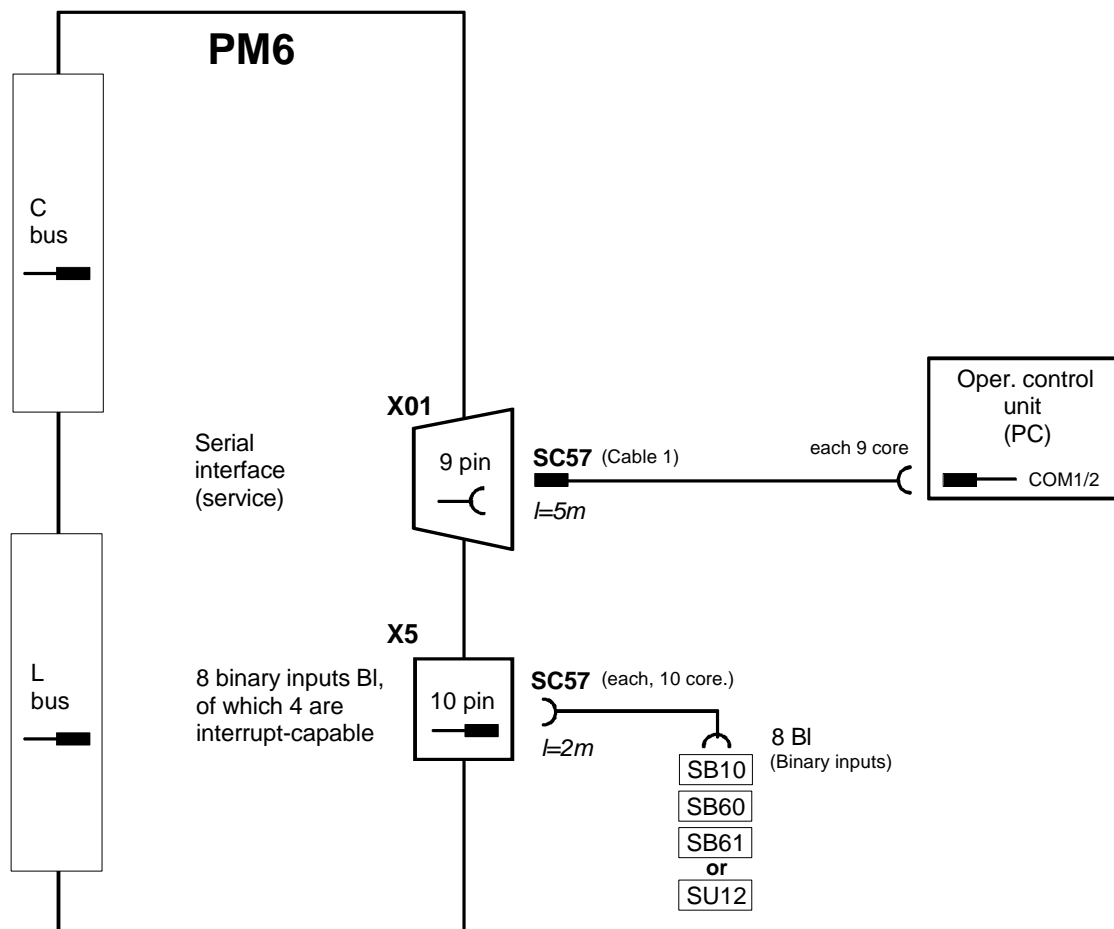 PM6
C
bus
Serial
interface
(service)
X01
9 pin
SC57 (Cable 1)
l=5m
each 9 core
Oper. control
unit
(PC)
COM1/2
L
bus
8 binary inputs BI,
of which 4 are
interrupt-capable
X5
10 pin
SC57 (each, 10 core.)
l=2m
8 BI
(Binary inputs)
SB10
SB60
SB61
or
SU12